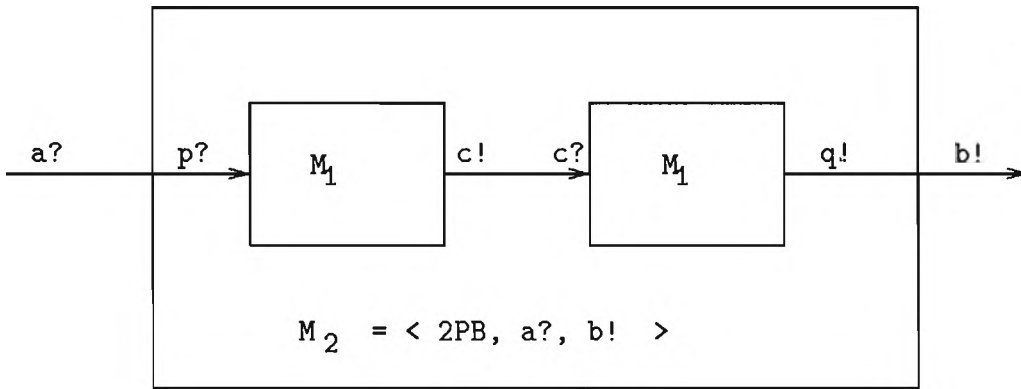 a? p? M1 c! c? M1 q! b!
M2 = < 2PB, a?, b! >